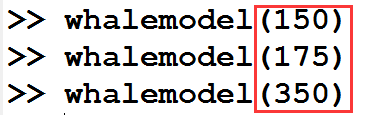 >> whalemodel(150)
>> whalemodel(175)
>> whalemodel(350)